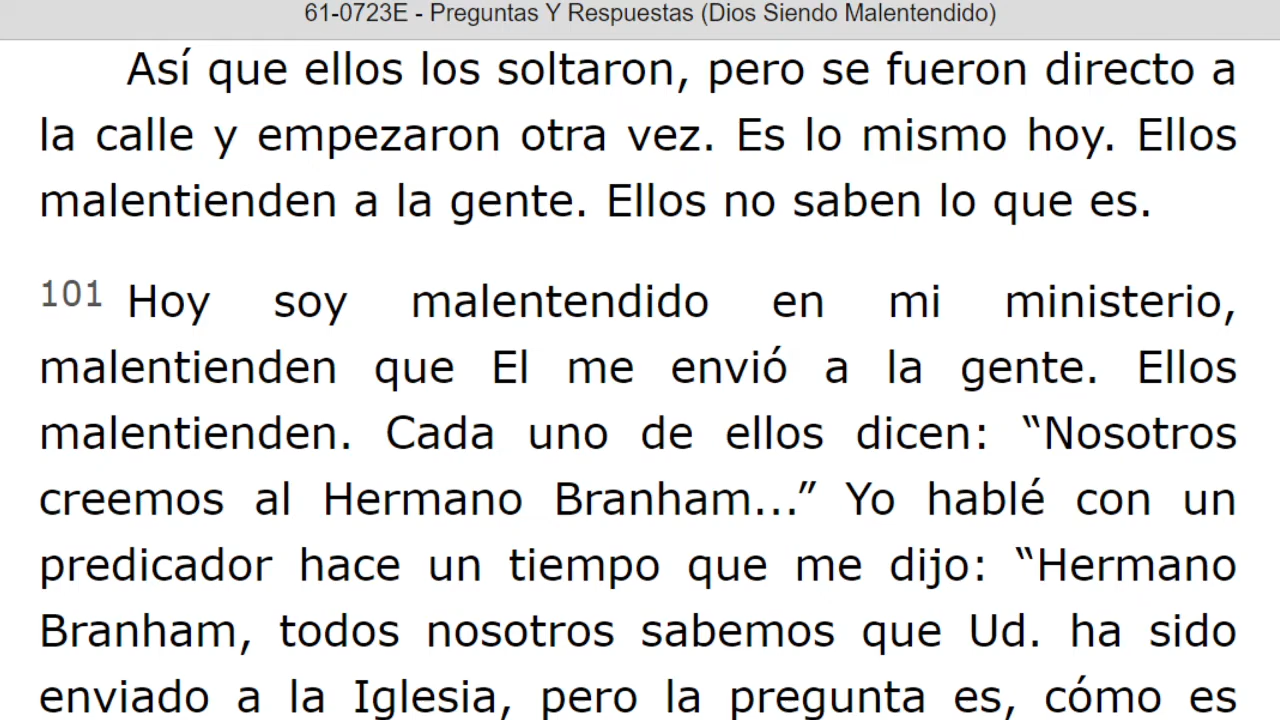 61-0723E - Preguntas Y Respuestas (Dios Siendo Malentendido)
Así que ellos los soltaron, pero se fueron directo a
la calle y empezaron otra vez. Es lo mismo hoy. Ellos
malentienden a la gente. Ellos no saben lo que es.
101 Hoy soy malentendido en mi ministerio,
malentienden que El me envió a la gente. Ellos
malentienden. Cada uno de ellos dicen: “Nosotros
creemos al Hermano Branham...” Yo hablé con un
predicador hace un tiempo que me dijo: “Hermano
Branham, todos nosotros sabemos que Ud. ha sido
enviado a la Iglesia, pero la pregunta es, cómo es